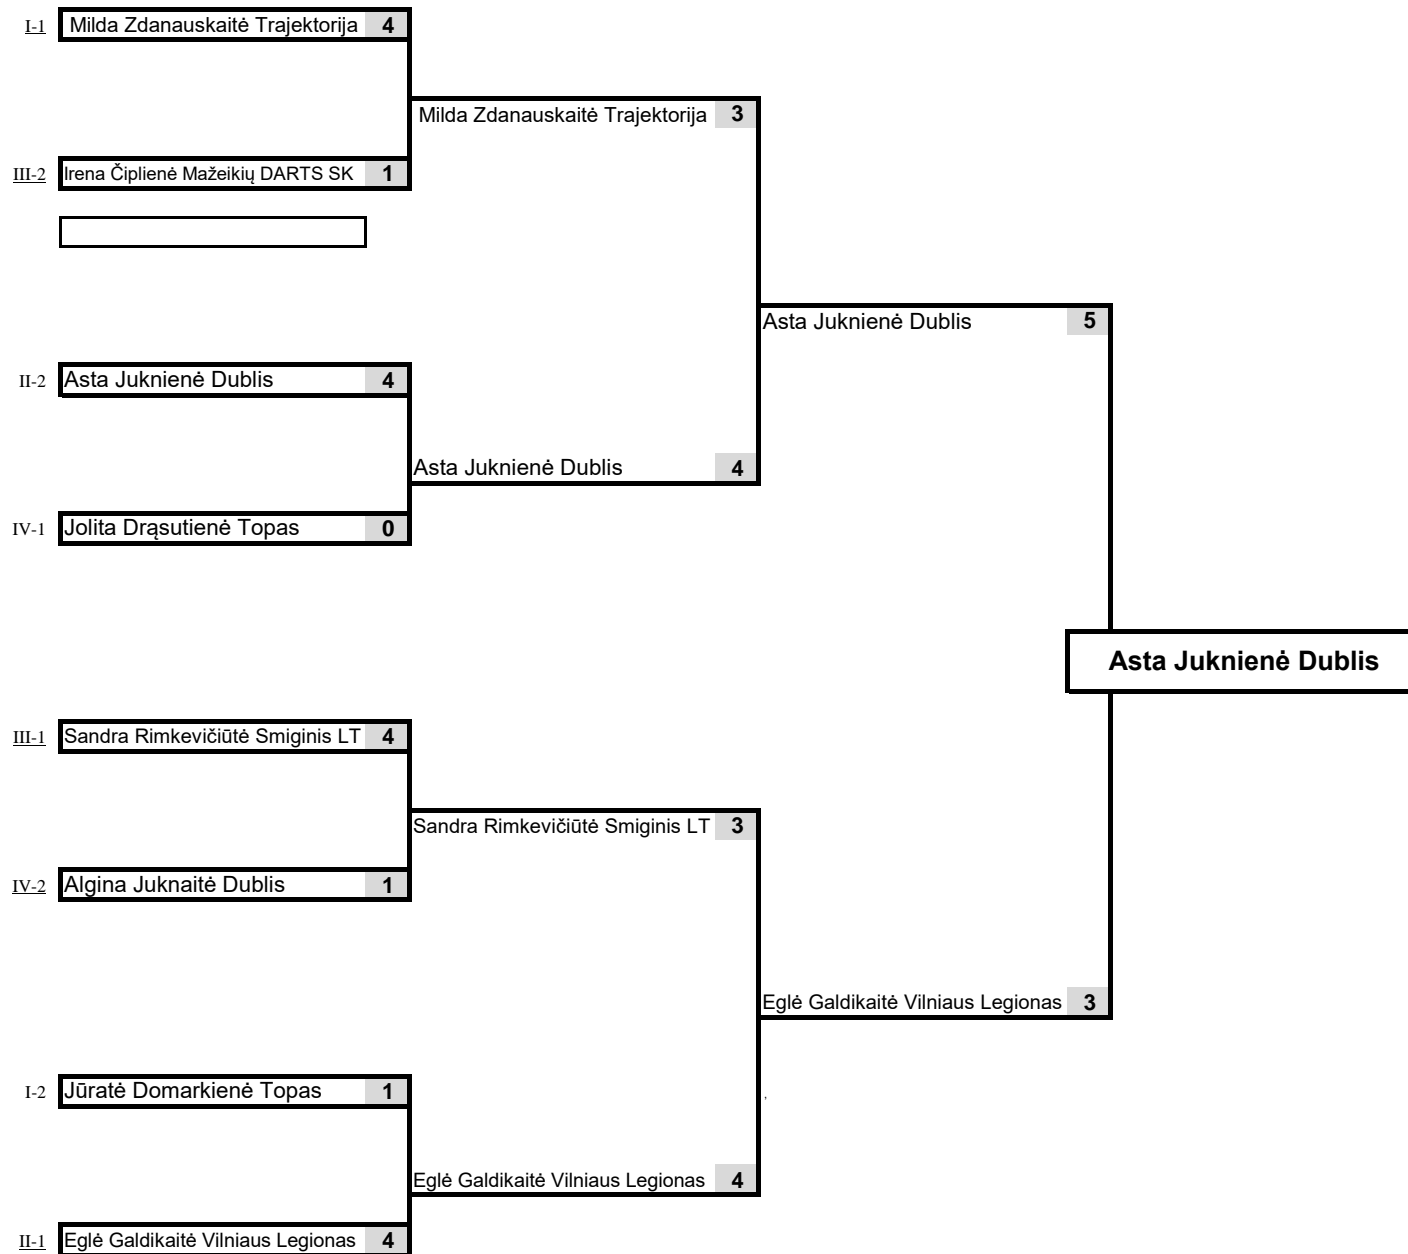 I-1 Milda Zdanauskaitė Trajektorija 4
Milda Zdanauskaitė Trajektorija 3
III-2 Irena Čiplienė Mažeikių DARTS SK 1
Asta Juknienė Dublis 5
II-2 Asta Juknienė Dublis 4
Asta Juknienė Dublis 4
IV-1 Jolita Drąsutienė Topas 0
Asta Juknienė Dublis
III-1 Sandra Rimkevičiūtė Smiginis LT 4
Sandra Rimkevičiūtė Smiginis LT 3
IV-2 Algina Juknaitė Dublis 1
Eglė Galdikaitė Vilniaus Legionas 3
I-2 Jūratė Domarkienė Topas 1
,
Eglė Galdikaitė Vilniaus Legionas 4
II-1 Eglė Galdikaitė Vilniaus Legionas 4